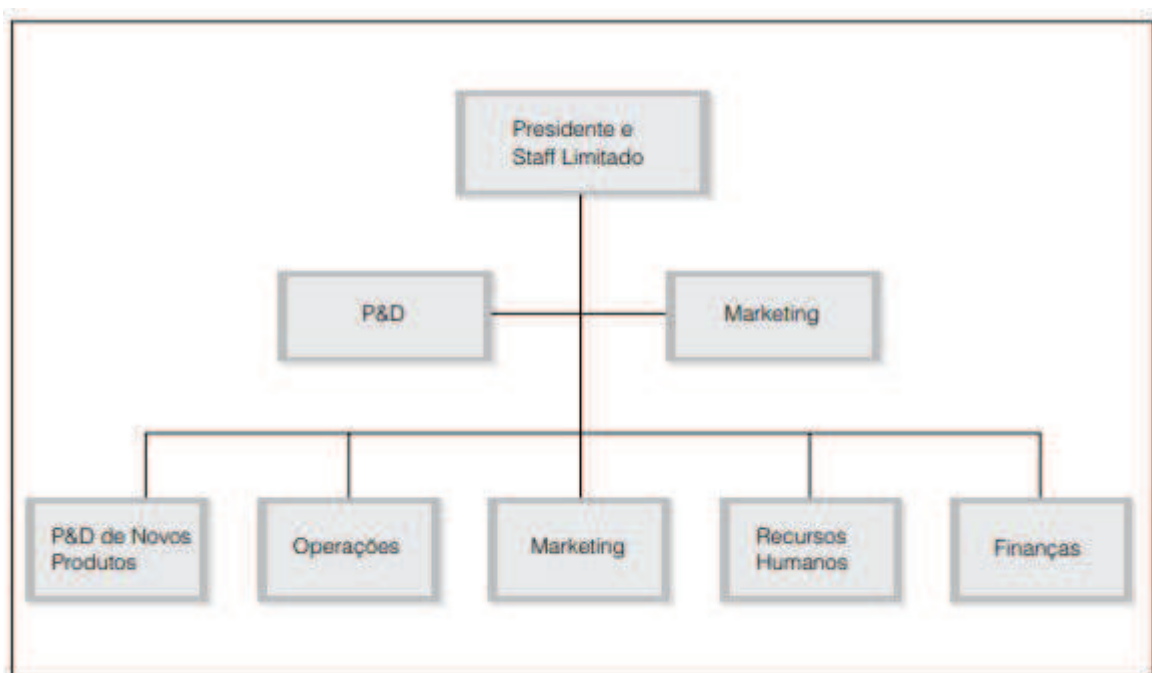 Presidente e
Staff Limitado
P&D
Marketing
P&D de Novos
Produtos
Operações
Marketing
Recursos
Humanos
Finanças